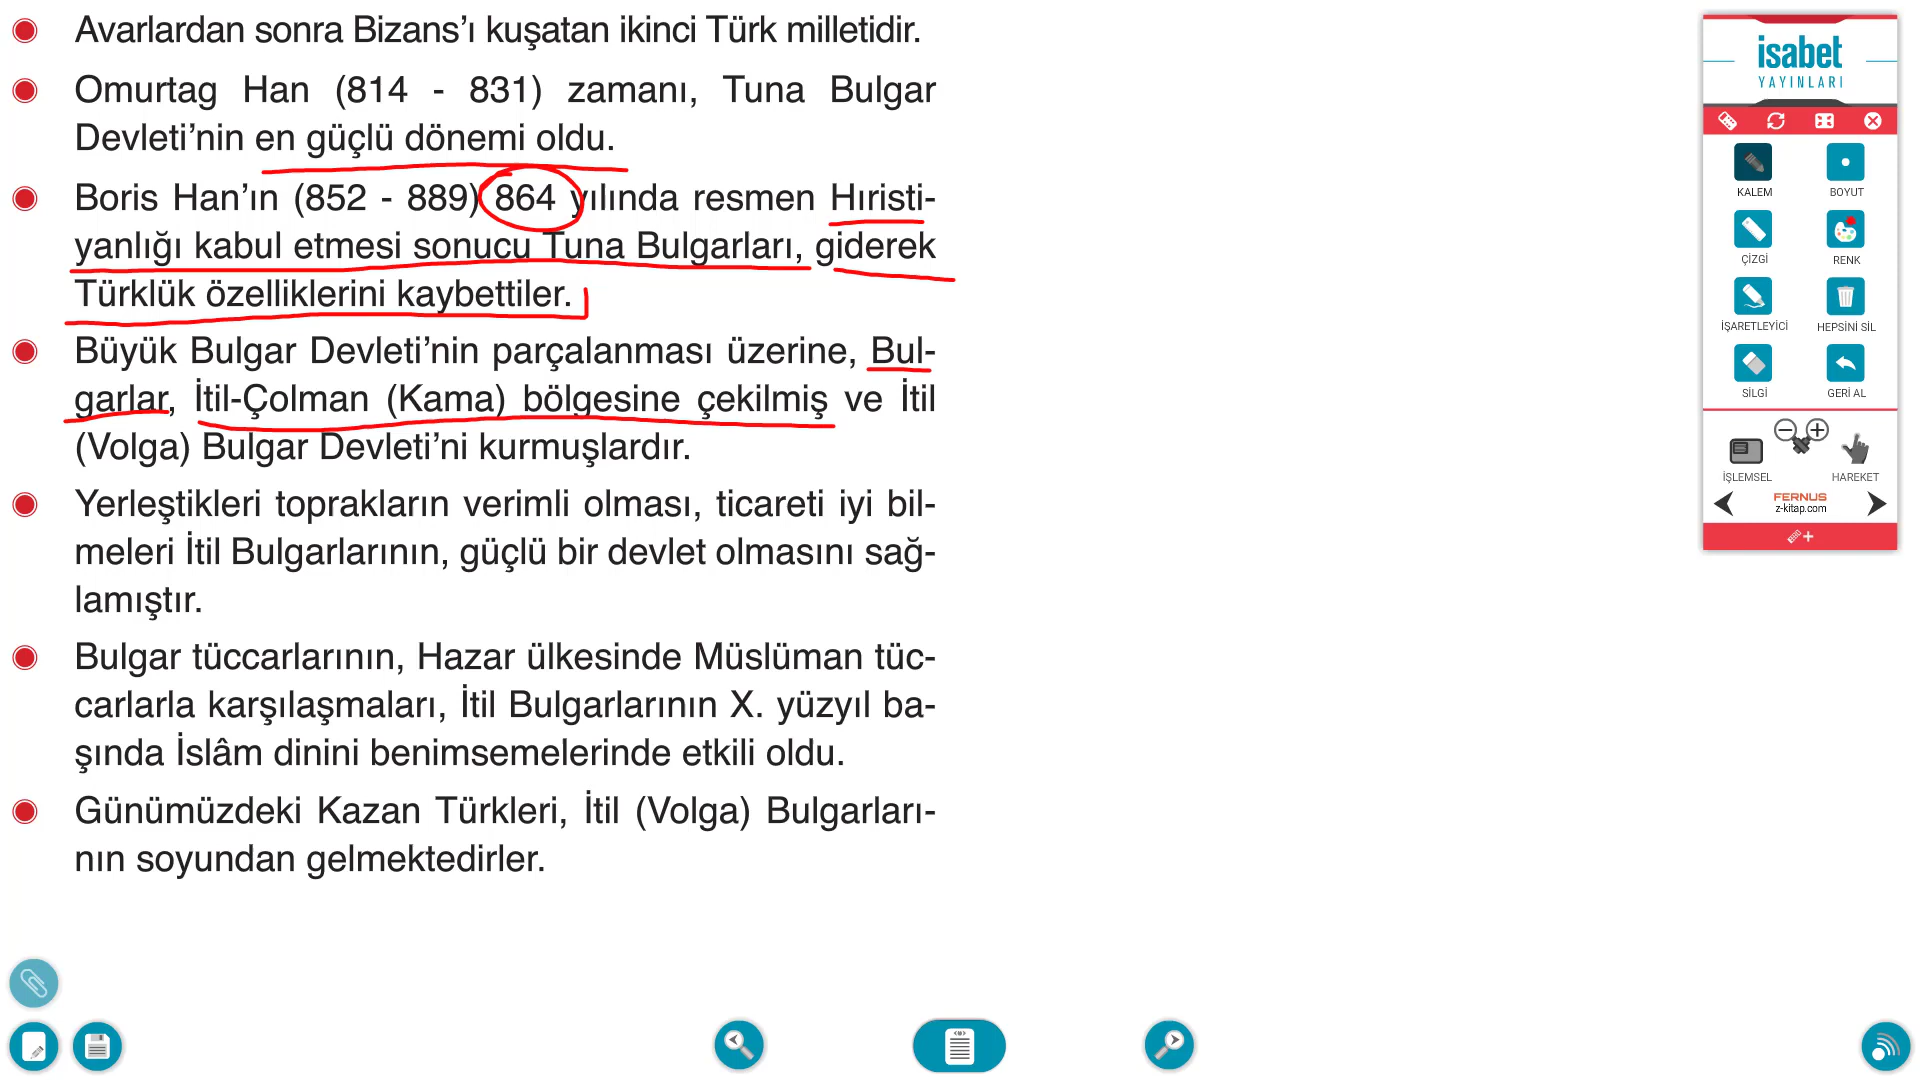 Avarlardan sonra Bizans’ı kuşatan ikinci Türk milletidir.
Omurtag Han (814 - 831) zamanı, Tuna Bulgar
Devleti’nin en güçlü dönemi oldu.
Boris Han’ın (852 - 889) 864 yılında resmen Hıristi-
yanlığı kabul etmesi sonucu Tuna Bulgarları, giderek
Türklük özelliklerini kaybettiler.
Büyük Bulgar Devleti’nin parçalanması üzerine, Bul-
garlar, İtil-Çolman (Kama) bölgesine çekilmiş ve İtil
(Volga) Bulgar Devleti’ni kurmuşlardır.
Yerleştikleri toprakların verimli olması, ticareti iyi bil-
meleri İtil Bulgarlarının, güçlü bir devlet olmasını sağ-
lamıştır.
Bulgar tüccarlarının, Hazar ülkesinde Müslüman tüc-
carlarla karşılaşmaları, İtil Bulgarlarının X. yüzyıl ba-
şında İslâm dinini benimsemelerinde etkili oldu.
Günümüzdeki Kazan Türkleri, İtil (Volga) Bulgarları-
nın soyundan gelmektedirler.
isabet
YAYINLARI
KALEM BOYUT
ÇİZGİ RENK
İŞARETLEYİCİ HEPSİNİ SİL
SİLGİ GERİ AL
İŞLEMSEL HAREKET
FERNUS
z-kitap.com